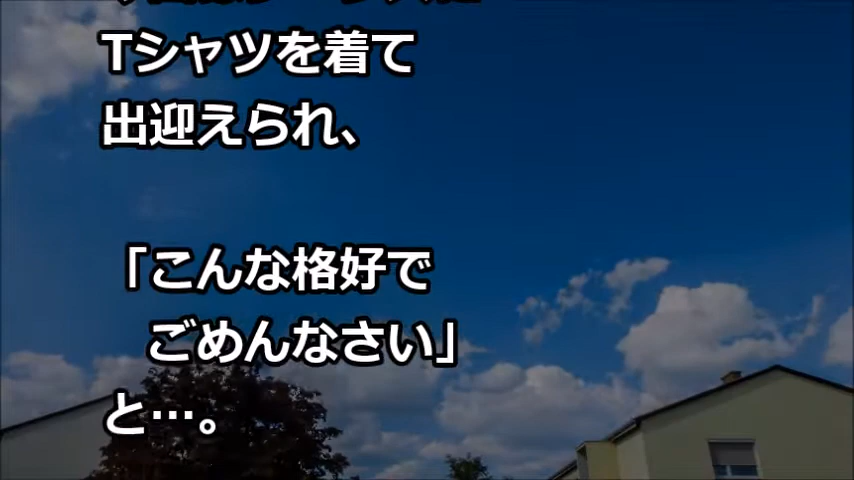 Tシャツを着て
出迎えられ、
「こんな格好で
ごめんなさい」
と…。